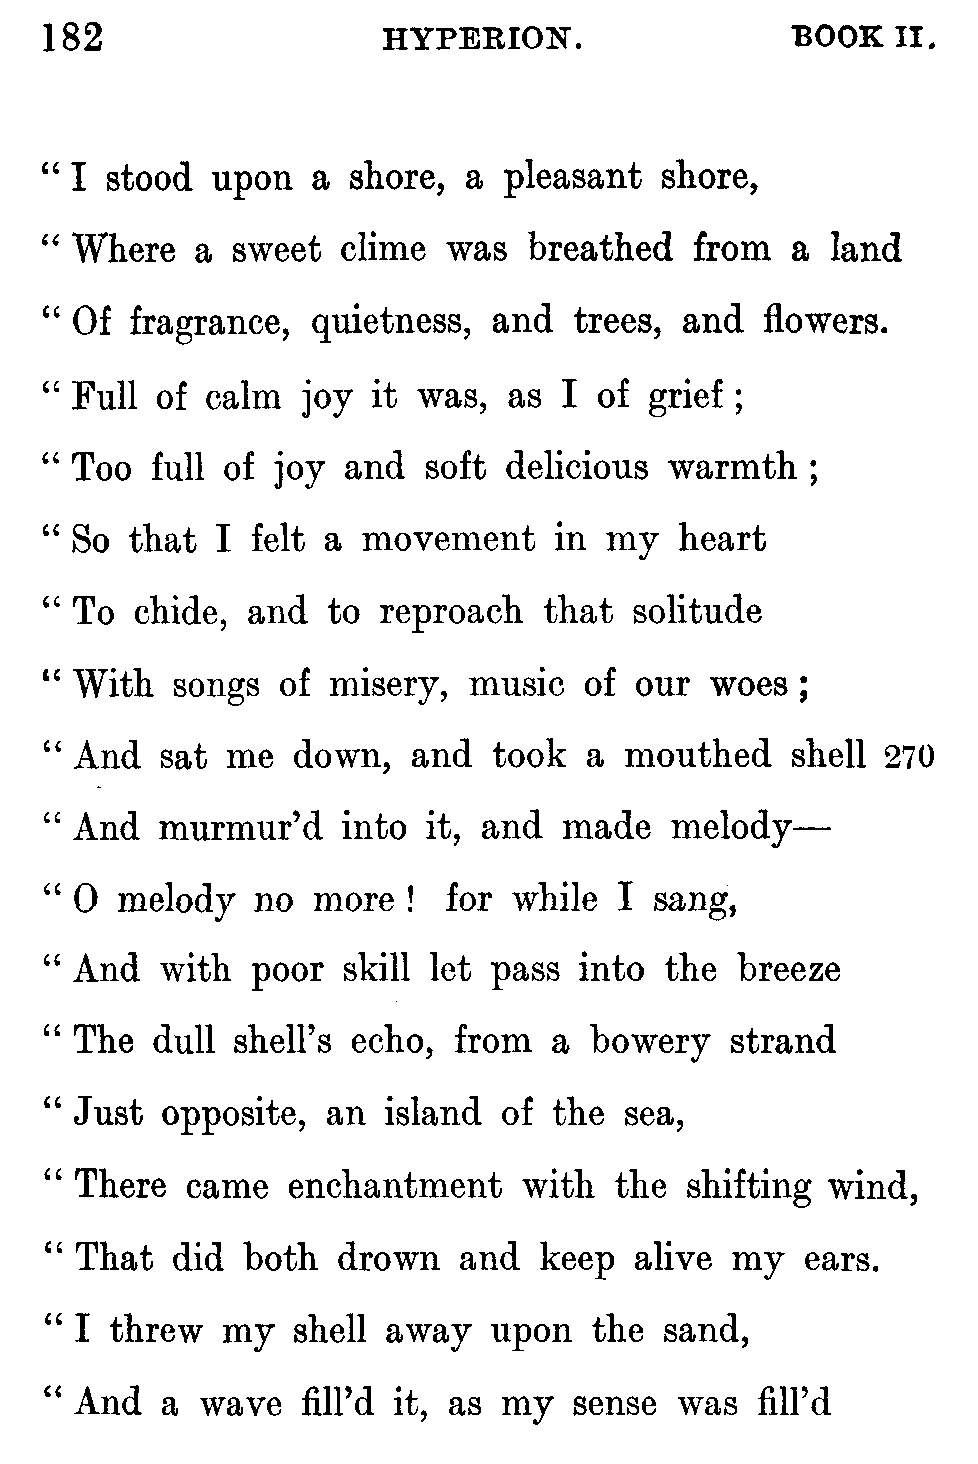 182 HYPERION. BOOK II.
“ I stood upon a shore, a pleasant shore,
“ Where a sweet clime was breathed from a land
“ Of fragrance, quietness, and trees, and flowers.
“ Full of calm joy it was, as I of grief ;
“ Too full of joy and soft delicious warmth ;
“ So that I felt a movement in my heart
“ To chide, and to reproach that solitude
“ With songs of misery, music of our woes ;
“ And sat me down, and took a mouthed shell 270
“ And murmur’d into it, and made melody—
“ O melody no more ! for while I sang,
“ And with poor skill let pass into the breeze
“ The dull shell’s echo, from a bowery strand
“ Just opposite, an island of the sea,
“ There came enchantment with the shifting wind,
“ That did both drown and keep alive my ears.
“ I threw my shell away upon the sand,
“ And a wave fill’d it, as my sense was fill’d